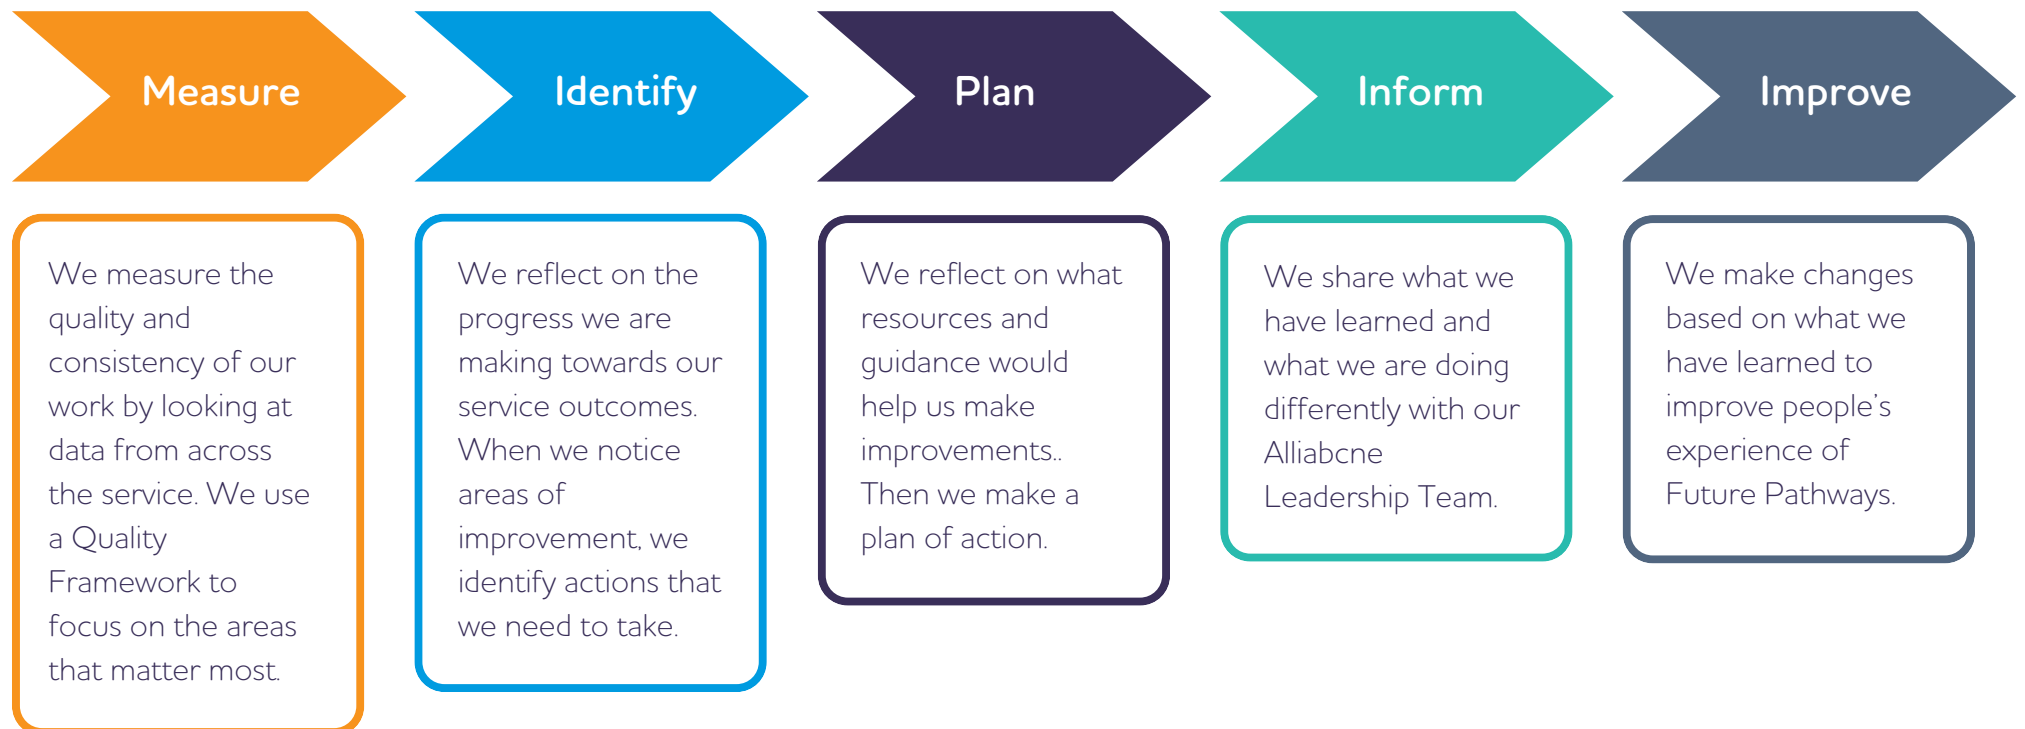 Measure
We measure the
quality and
consistency of our
work by looking at
data from across
the service. We use
a Quality
Framework to
focus on the areas
that matter most.
Identify
We reflect on the
progress we are
making towards our
service outcomes.
When we notice
areas of
improvement, we
identify actions that
we need to take.
Plan
We reflect on what
resources and
guidance would
help us make
improvements..
Then we make a
plan of action.
Inform
We share what we
have learned and
what we are doing
differently with our
Alliabcne
Leadership Team.
Improve
We make changes
based on what we
have learned to
improve people's
experience of
Future Pathways.